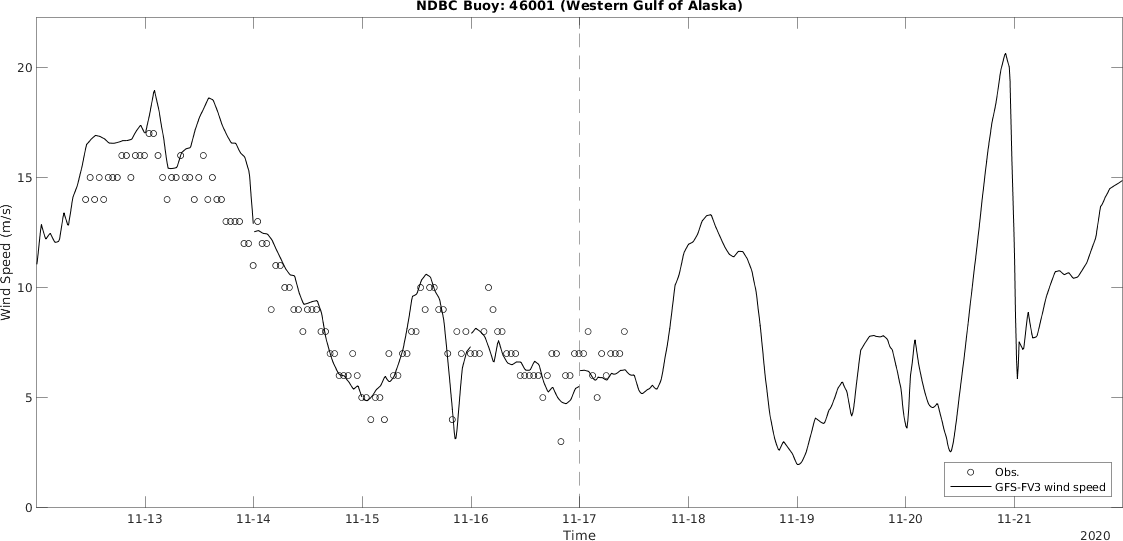 NDBC Buoy: 46001 (Western Gulf of Alaska)
20
15
10
5
0
Wind Speed (m/s)
11-13 11-14 11-15 11-16 11-17 11-18 11-19 11-20 11-21
Time
2020
Obs.
GFS-FV3 wind speed